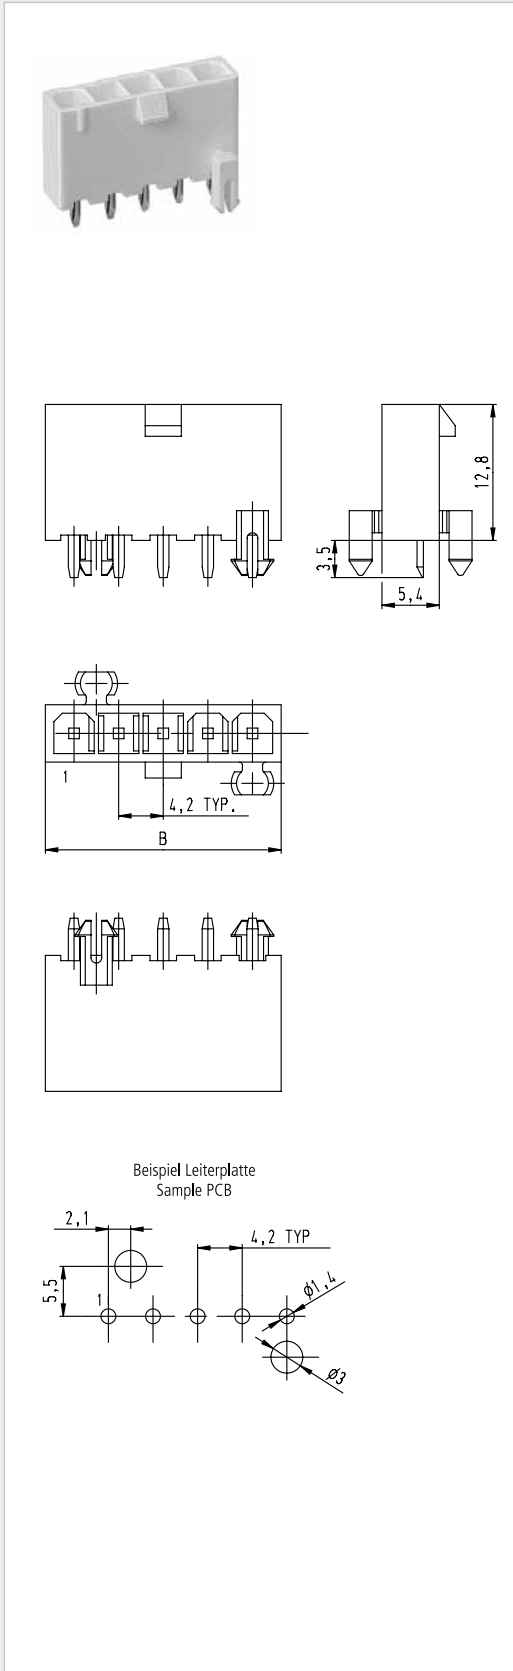 12,8
3,5
5,4
1
4,2 TYP.
B
Beispiel Leiterplatte
Sample PCB
2,1
4,2 TYP
5,5
1
Ø1,4
Ø3